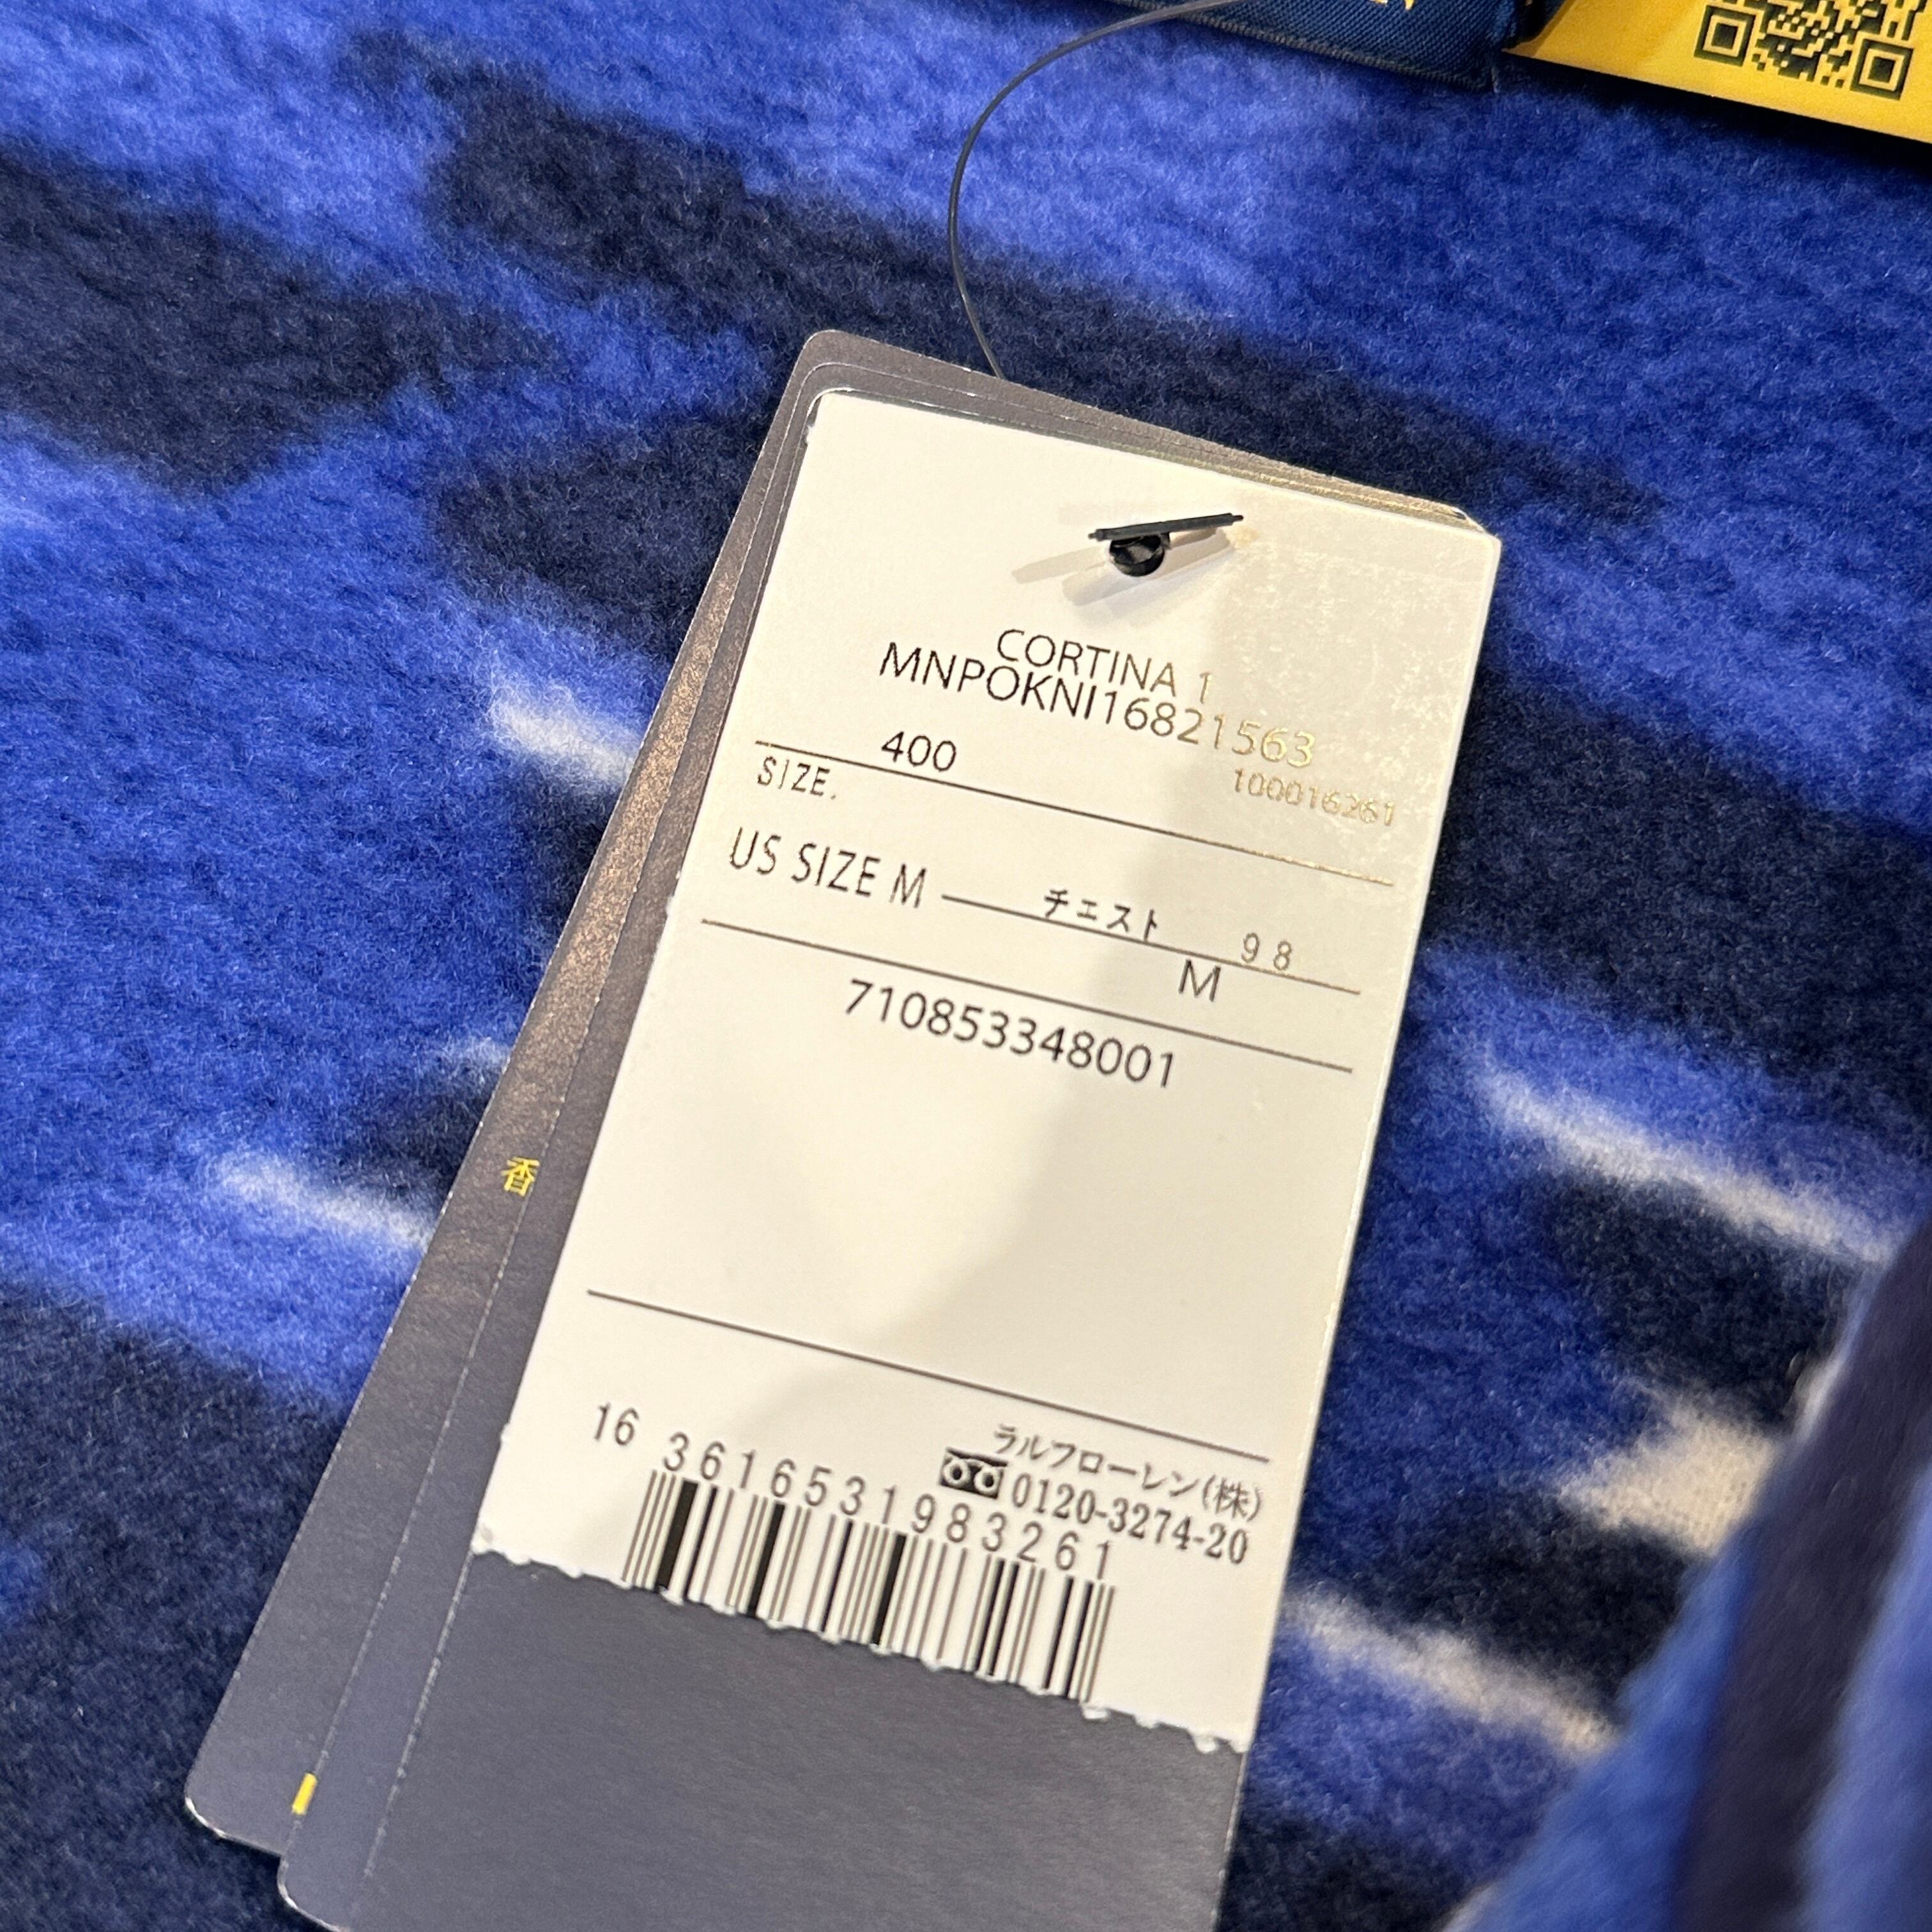 CORTINA 1
MNPOKNI16821563
400
100016261
SIZE.
US SIZE M チェスト 98
M
710853348001
ラルフローレン(株)
0120-3274-20
16 3616531983261
香